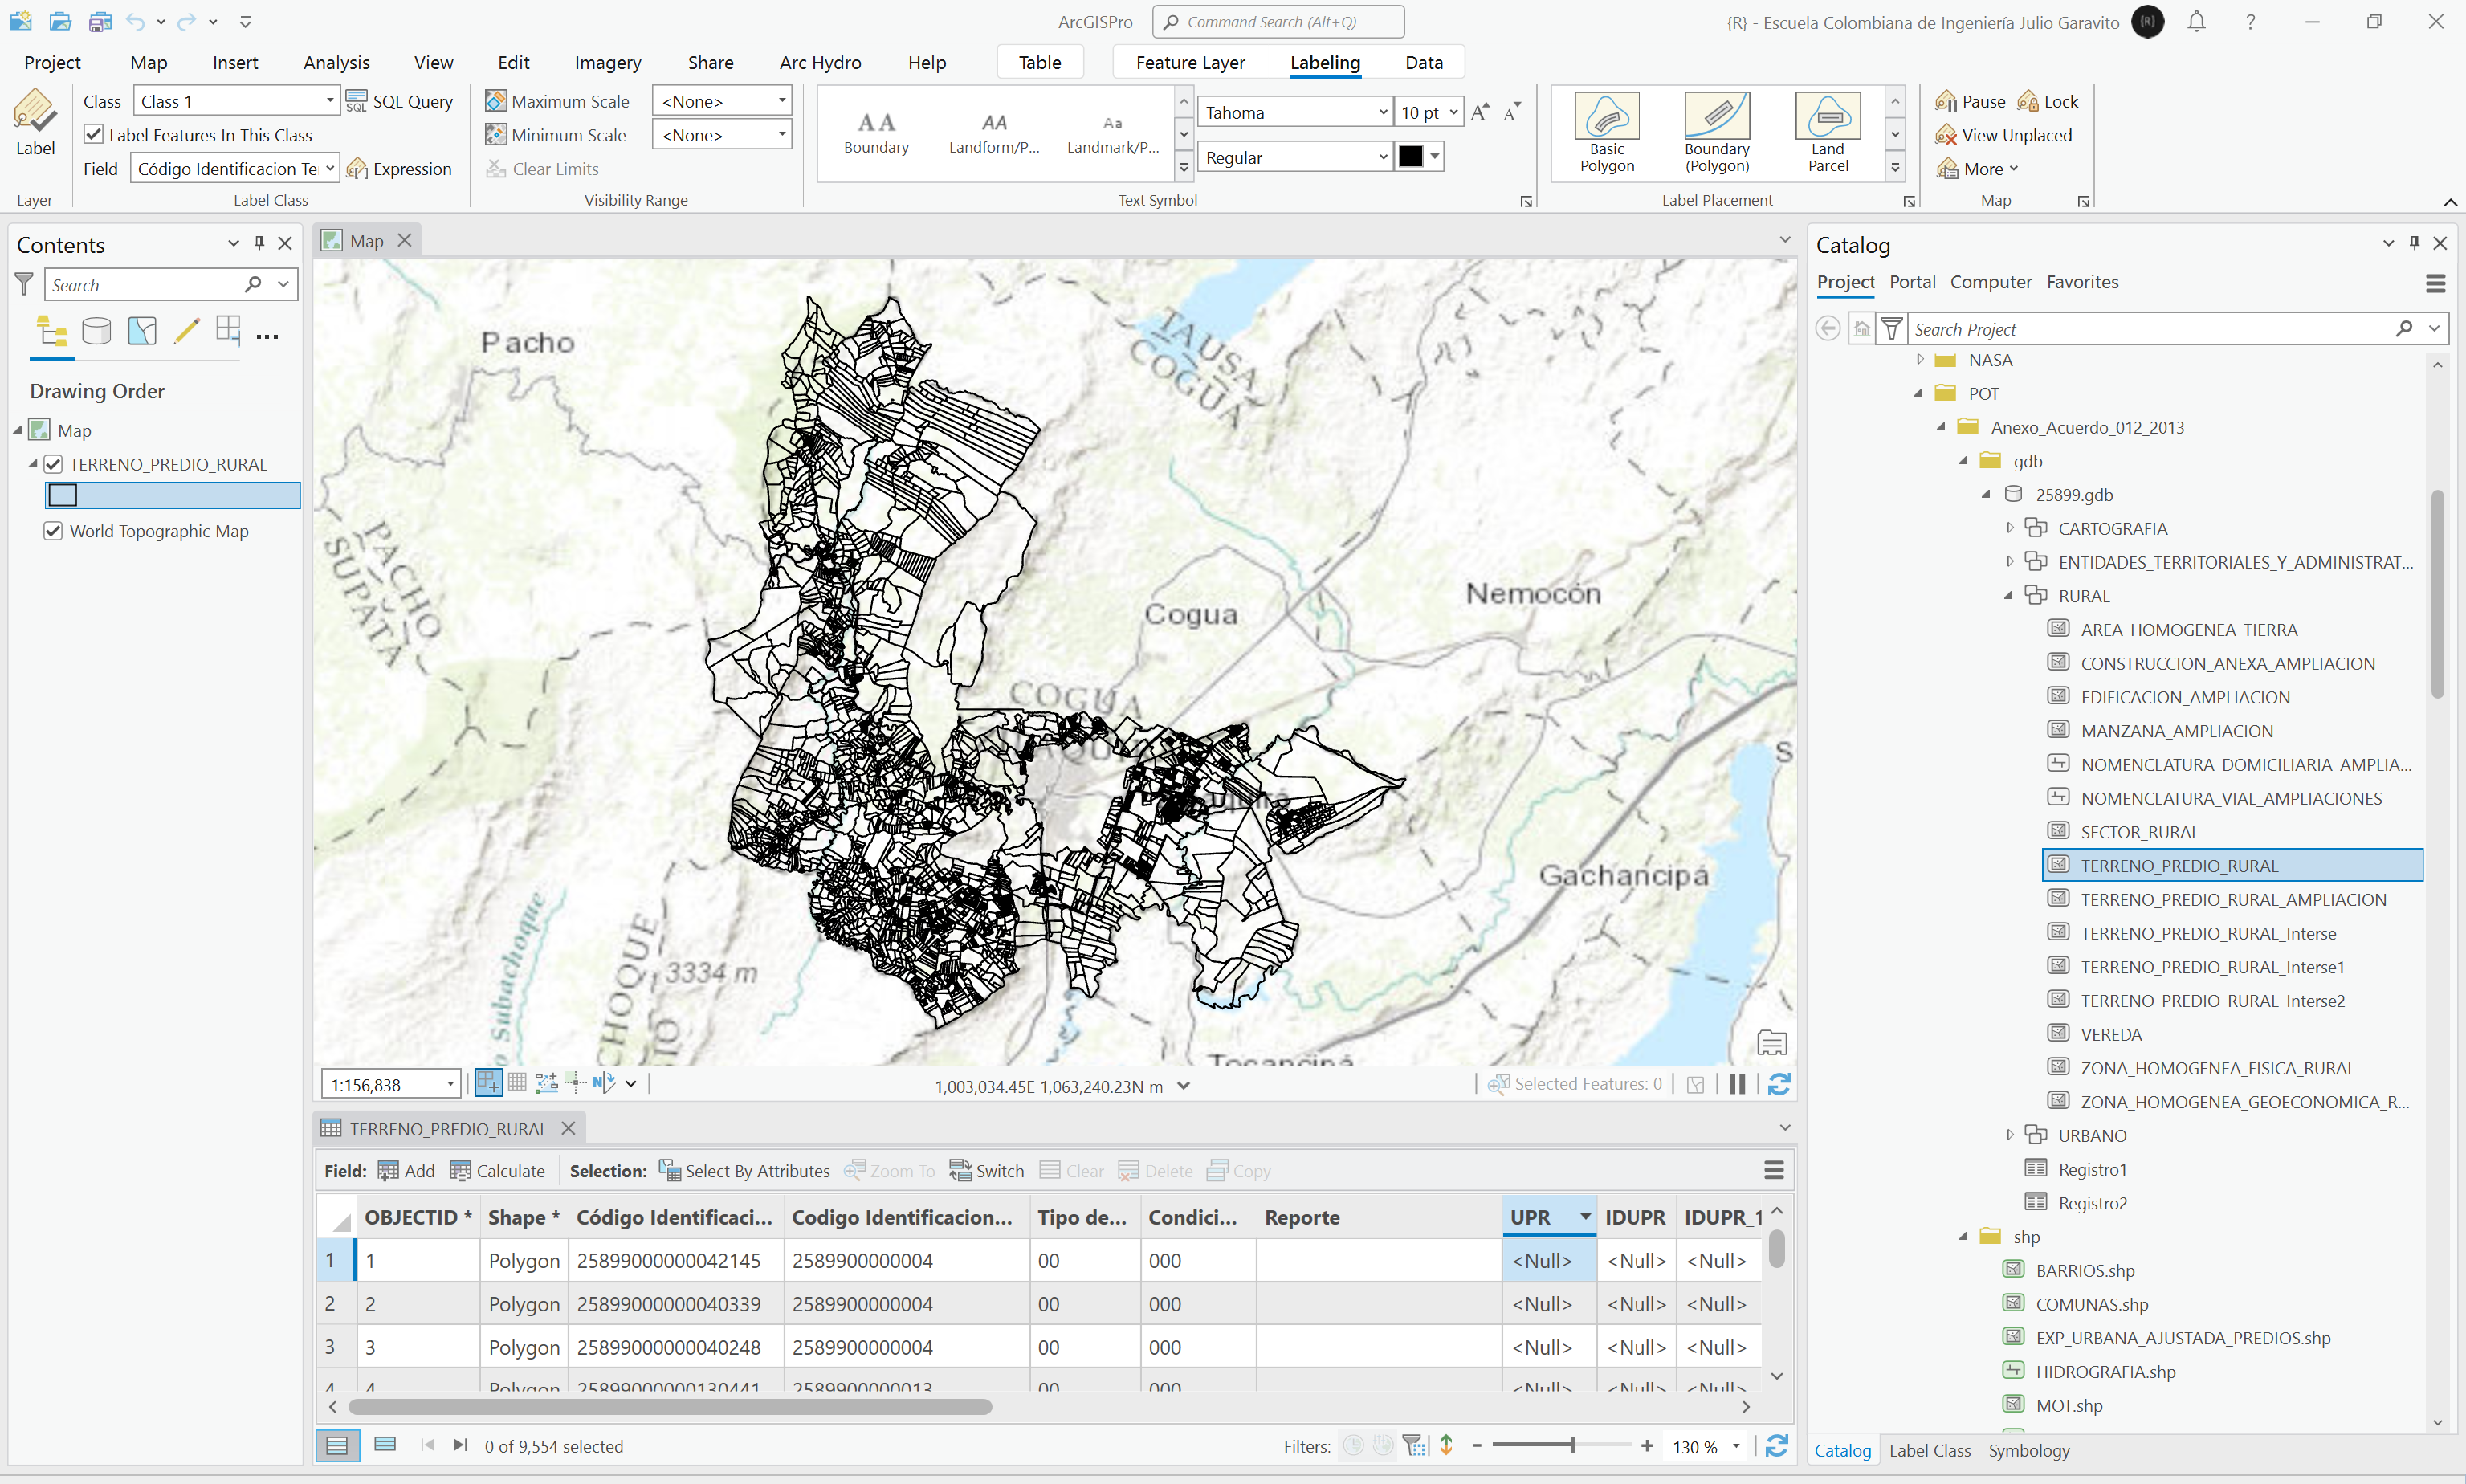 ArcGISPro
Command Search (Alt+Q)
{R} - Escuela Colombiana de Ingeniería Julio Garavito
{R}
Project
Map
Insert
Analysis
View
Edit
Imagery
Share
Arc Hydro
Help
Table
Feature Layer
Labeling
Data
Label
Layer
Class
Class 1
SQL Query
Label Features In This Class
Field
Código Identificacion Te
Expression
Label Class
Maximum Scale
<None>
Minimum Scale
<None>
Clear Limits
Visibility Range
AA
Boundary
AA
Landform/P...
Aa
Landmark/P...
Tahoma
10 pt
Regular
Text Symbol
Basic
Polygon
Boundary
(Polygon)
Land
Parcel
Label Placement
Pause
Lock
View Unplaced
More
Map
Contents
Search
Drawing Order
Map
TERRENO_PREDIO_RURAL
World Topographic Map
Map
Pacho
TAUSA
COGUA
PACHO
SUPATÁ
Cogua
Nemocón
COGUA
Gachancipá
3334 m
Subachoque
CHOQUE
Tocancipá
S
1:156,838
1,003,034.45E 1,063,240.23N m
Selected Features: 0
TERRENO_PREDIO_RURAL
Field:
Add
Calculate
Selection:
Select By Attributes
Zoom To
Switch
Clear
Delete
Copy
OBJECTID * Shape * Código Identificaci... Codigo Identificacion... Tipo de... Condici... Reporte UPR IDUPR IDUPR_1
1 1 Polygon 25899000000042145 2589900000004 00 000 <Null> <Null> <Null>
2 2 Polygon 25899000000040339 2589900000004 00 000 <Null> <Null> <Null>
3 3 Polygon 25899000000040248 2589900000004 00 000 <Null> <Null> <Null>
4 4 Polygon 25899000000130441 2589900000013 00 000 <Null> <Null> <Null>
0 of 9,554 selected
Filters:
130 %
Catalog
Project
Portal
Computer
Favorites
Search Project
NASA
POT
Anexo_Acuerdo_012_2013
gdb
25899.gdb
CARTOGRAFIA
ENTIDADES_TERRITORIALES_Y_ADMINISTRAT...
RURAL
AREA_HOMOGENEA_TIERRA
CONSTRUCCION_ANEXA_AMPLIACION
EDIFICACION_AMPLIACION
MANZANA_AMPLIACION
NOMENCLATURA_DOMICILIARIA_AMPLIA...
NOMENCLATURA_VIAL_AMPLIACIONES
SECTOR_RURAL
TERRENO_PREDIO_RURAL
TERRENO_PREDIO_RURAL_AMPLIACION
TERRENO_PREDIO_RURAL_Interse
TERRENO_PREDIO_RURAL_Interse1
TERRENO_PREDIO_RURAL_Interse2
VEREDA
ZONA_HOMOGENEA_FISICA_RURAL
ZONA_HOMOGENEA_GEOECONOMICA_R...
URBANO
Registro1
Registro2
shp
BARRIOS.shp
COMUNAS.shp
EXP_URBANA_AJUSTADA_PREDIOS.shp
HIDROGRAFIA.shp
MOT.shp
Catalog
Label Class
Symbology